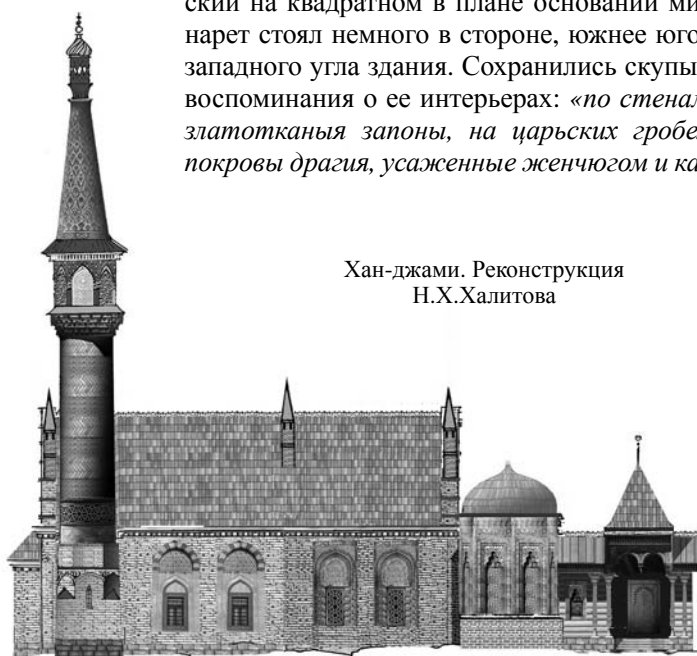 ский на квадратном в плане основании ми
нарет стоял немного в стороне, южнее юго
западного угла здания. Сохранились скупы
воспоминания о ее интерьерах: «по стенам
златотканыя запоны, на царьских гробе
покровы драгия, усаженные женчюгом и ка
Хан-джами. Реконструкция
Н.Х.Халитова